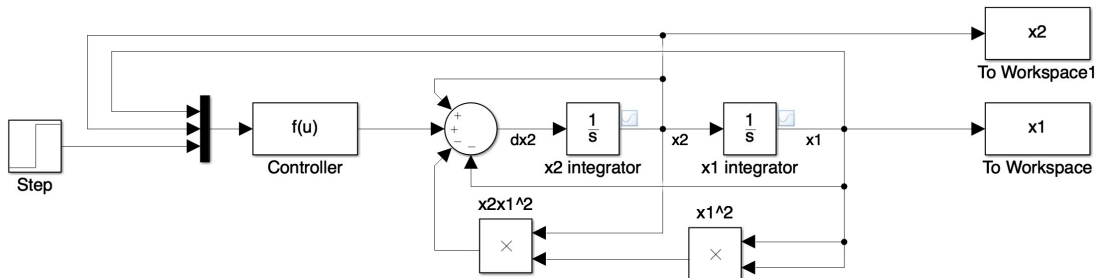 x2
To Workspace1
Step
f(u)
Controller
+
+
−
−
dx2
1
s
x2 integrator
x2
1
s
x1 integrator
x1
x1
To Workspace
x2x1^2
×
x1^2
×